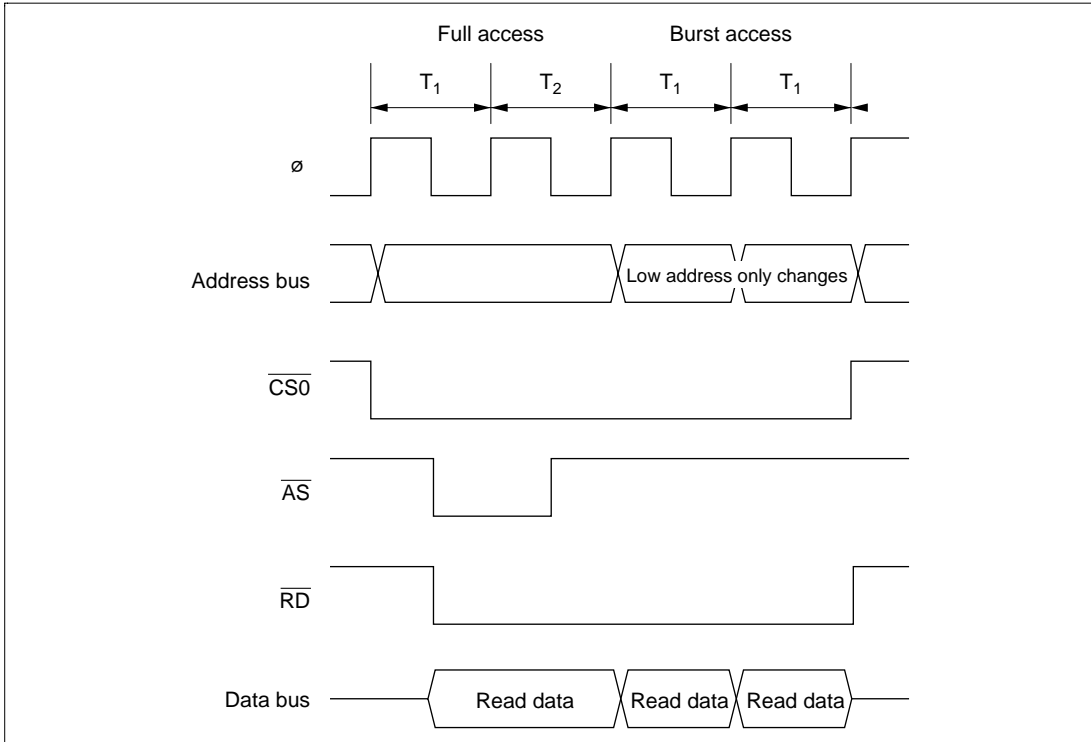 Full access Burst access
T₁ T₂ T₁ T₁
ø
Address bus Low address only changes
CS0
AS
RD
Data bus Read data Read data Read data